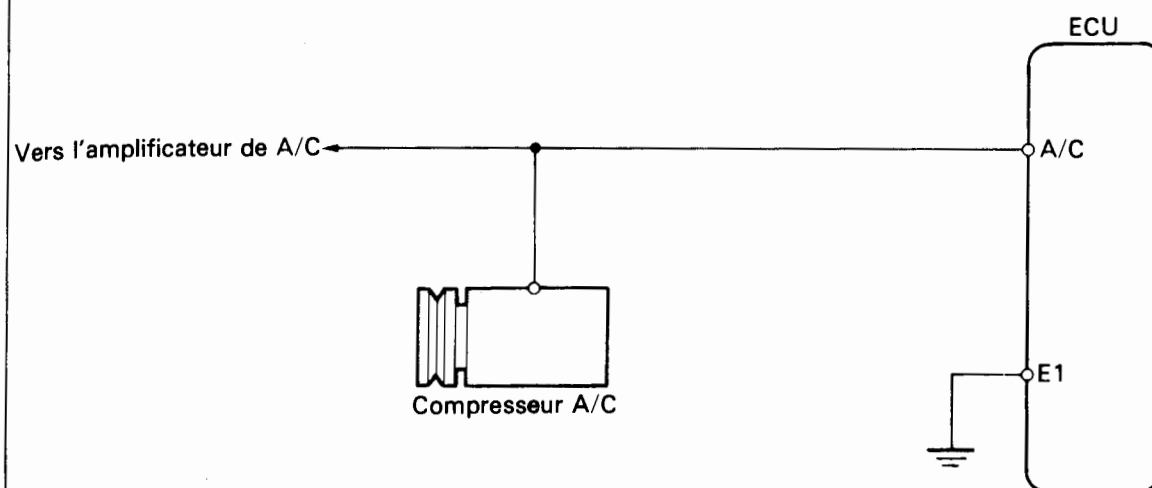 ECU
Vers l'amplificateur de A/C
A/C
E1
Compresseur A/C